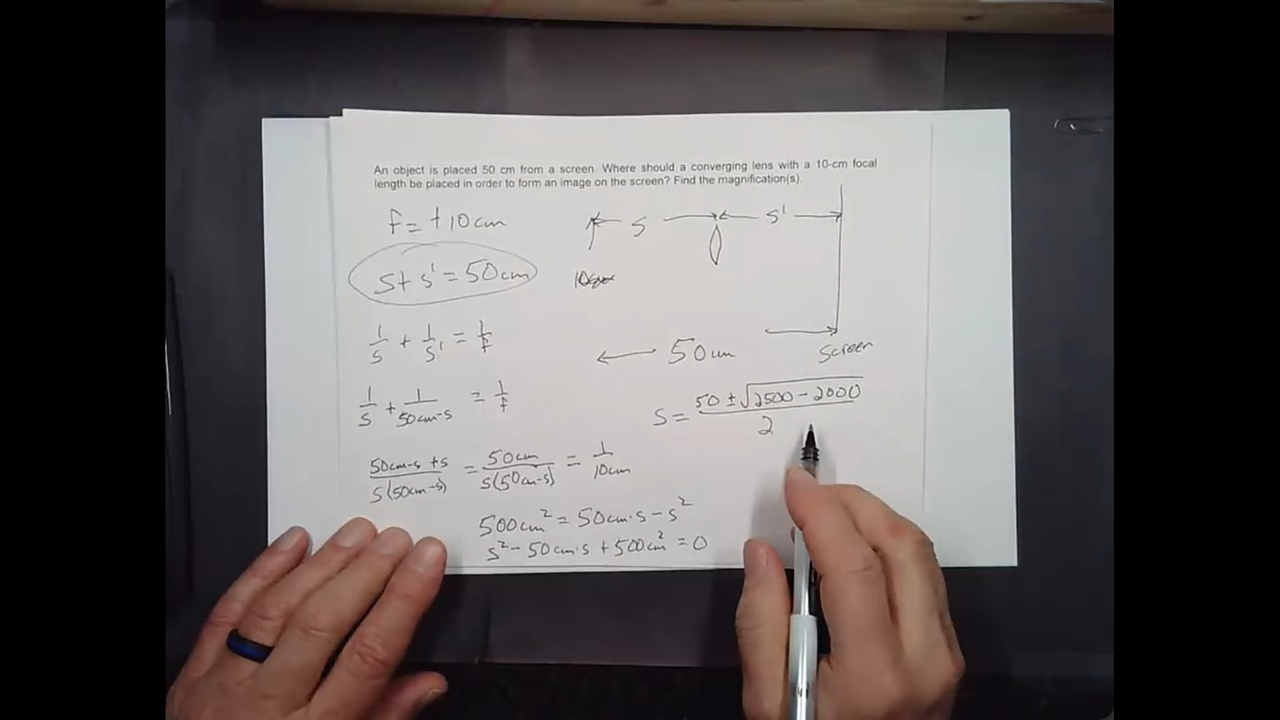 An object is placed 50 cm from a screen. Where should a converging lens with a 10-cm focal
length be placed in order to form an image on the screen? Find the magnification(s).
f = +10cm
s s'
s + s' = 50cm
1/s + 1/s' = 1/f
50cm
Screen
1/s + 1/(50cm-s) = 1/f
s = (50 ± √(2500 - 2000))/2
(50cm-s+s)/(s(50cm-s)) = 50cm/(s(50cm-s)) = 1/10cm
500cm² = 50cm·s - s²
s² - 50cm·s + 500cm² = 0